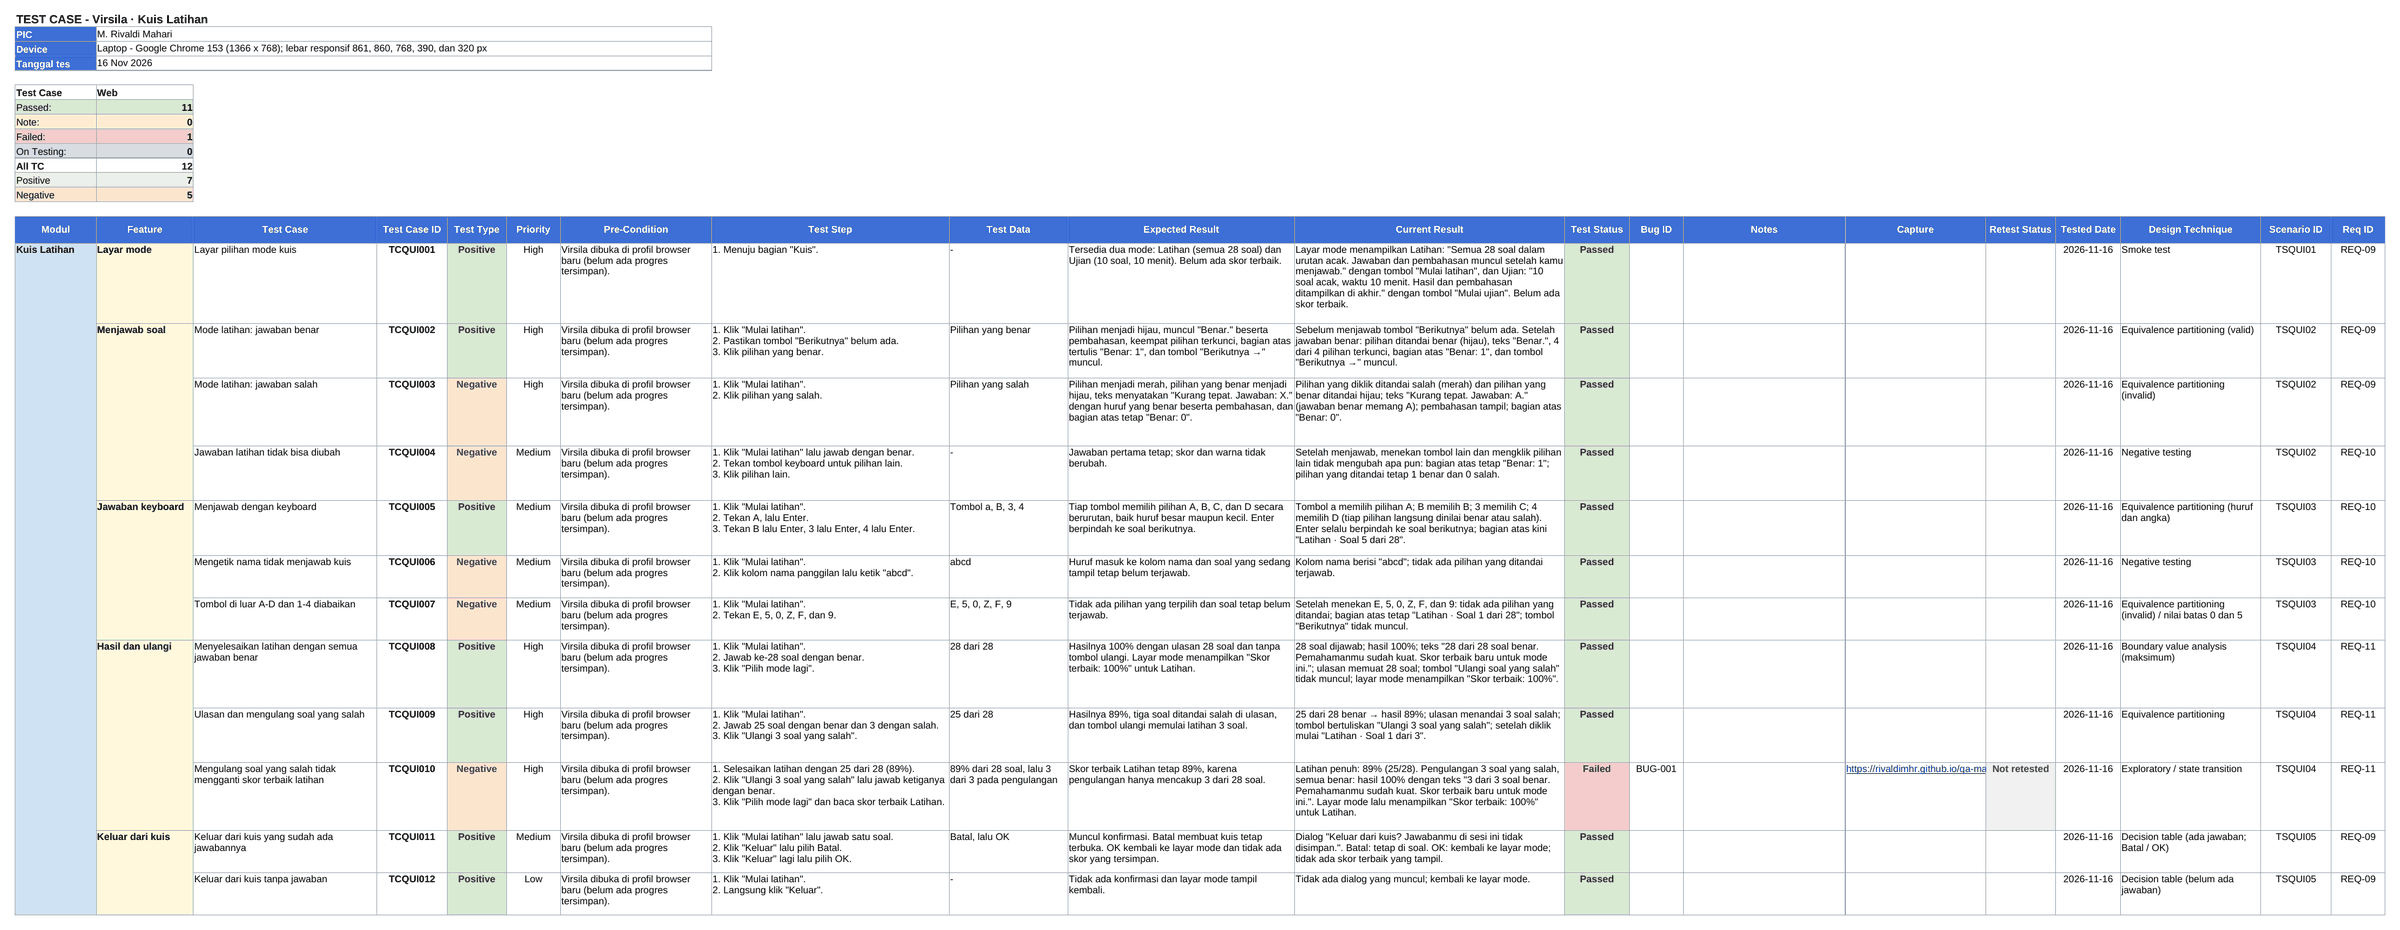 TEST CASE - Virsila · Kuis Latihan
PIC
M. Rivaldi Mahari
Device
Laptop - Google Chrome 153 (1366 x 768); lebar responsif 861, 860, 768, 390, dan 320 px
Tanggal tes
16 Nov 2026
Test Case
Web
Passed:
11
Note:
0
Failed:
1
On Testing:
0
All TC
12
Positive
7
Negative
5
Modul
Feature
Test Case
Test Case ID
Test Type
Priority
Pre-Condition
Test Step
Test Data
Expected Result
Current Result
Test Status
Bug ID
Notes
Capture
Retest Status
Tested Date
Design Technique
Scenario ID
Req ID
Kuis Latihan
Layar mode
Layar pilihan mode kuis
TCQUI001
Positive
High
Virsila dibuka di profil browser
baru (belum ada progres
tersimpan).
1. Menuju bagian "Kuis".
-
Tersedia dua mode: Latihan (semua 28 soal) dan
Ujian (10 soal, 10 menit). Belum ada skor terbaik.
Layar mode menampilkan Latihan: "Semua 28 soal dalam
urutan acak. Jawaban dan pembahasan muncul setelah kamu
menjawab." dengan tombol "Mulai latihan", dan Ujian: "10
soal acak, waktu 10 menit. Hasil dan pembahasan
ditampilkan di akhir." dengan tombol "Mulai ujian". Belum ada
skor terbaik.
Passed
2026-11-16
Smoke test
TSQUI01
REQ-09
Menjawab soal
Mode latihan: jawaban benar
TCQUI002
Positive
High
Virsila dibuka di profil browser
baru (belum ada progres
tersimpan).
1. Klik "Mulai latihan".
2. Pastikan tombol "Berikutnya" belum ada.
3. Klik pilihan yang benar.
Pilihan yang benar
Pilihan menjadi hijau, muncul "Benar." beserta
pembahasan, keempat pilihan terkunci, bagian atas
tertulis "Benar: 1", dan tombol "Berikutnya →"
muncul.
Sebelum menjawab tombol "Berikutnya" belum ada. Setelah
jawaban benar: pilihan ditandai benar (hijau), teks "Benar.", 4
dari 4 pilihan terkunci, bagian atas "Benar: 1", dan tombol
"Berikutnya →" muncul.
Passed
2026-11-16
Equivalence partitioning (valid)
TSQUI02
REQ-09
Mode latihan: jawaban salah
TCQUI003
Negative
High
Virsila dibuka di profil browser
baru (belum ada progres
tersimpan).
1. Klik "Mulai latihan".
2. Klik pilihan yang salah.
Pilihan yang salah
Pilihan menjadi merah, pilihan yang benar menjadi
hijau, teks menyatakan "Kurang tepat. Jawaban: X."
dengan huruf yang benar beserta pembahasan, dan
bagian atas tetap "Benar: 0".
Pilihan yang diklik ditandai salah (merah) dan pilihan yang
benar ditandai hijau; teks "Kurang tepat. Jawaban: A."
(jawaban benar memang A); pembahasan tampil; bagian atas
"Benar: 0".
Passed
2026-11-16
Equivalence partitioning
(invalid)
TSQUI02
REQ-09
Jawaban latihan tidak bisa diubah
TCQUI004
Negative
Medium
Virsila dibuka di profil browser
baru (belum ada progres
tersimpan).
1. Klik "Mulai latihan" lalu jawab dengan benar.
2. Tekan tombol keyboard untuk pilihan lain.
3. Klik pilihan lain.
-
Jawaban pertama tetap; skor dan warna tidak
berubah.
Setelah menjawab, menekan tombol lain dan mengklik pilihan
lain tidak mengubah apa pun: bagian atas tetap "Benar: 1";
pilihan yang ditandai tetap 1 benar dan 0 salah.
Passed
2026-11-16
Negative testing
TSQUI02
REQ-10
Jawaban keyboard
Menjawab dengan keyboard
TCQUI005
Positive
Medium
Virsila dibuka di profil browser
baru (belum ada progres
tersimpan).
1. Klik "Mulai latihan".
2. Tekan A, lalu Enter.
3. Tekan B lalu Enter, 3 lalu Enter, 4 lalu Enter.
Tombol a, B, 3, 4
Tiap tombol memilih pilihan A, B, C, dan D secara
berurutan, baik huruf besar maupun kecil. Enter
berpindah ke soal berikutnya.
Tombol a memilih pilihan A; B memilih B; 3 memilih C; 4
memilih D (tiap pilihan langsung dinilai benar atau salah).
Enter selalu berpindah ke soal berikutnya; bagian atas kini
"Latihan · Soal 5 dari 28".
Passed
2026-11-16
Equivalence partitioning (huruf
dan angka)
TSQUI03
REQ-10
Mengetik nama tidak menjawab kuis
TCQUI006
Negative
Medium
Virsila dibuka di profil browser
baru (belum ada progres
tersimpan).
1. Klik "Mulai latihan".
2. Klik kolom nama panggilan lalu ketik "abcd".
abcd
Huruf masuk ke kolom nama dan soal yang sedang
tampil tetap belum terjawab.
Kolom nama berisi "abcd"; tidak ada pilihan yang ditandai
terjawab.
Passed
2026-11-16
Negative testing
TSQUI03
REQ-10
Tombol di luar A-D dan 1-4 diabaikan
TCQUI007
Negative
Medium
Virsila dibuka di profil browser
baru (belum ada progres
tersimpan).
1. Klik "Mulai latihan".
2. Tekan E, 5, 0, Z, F, dan 9.
E, 5, 0, Z, F, 9
Tidak ada pilihan yang terpilih dan soal tetap belum
terjawab.
Setelah menekan E, 5, 0, Z, F, dan 9: tidak ada pilihan yang
ditandai; bagian atas tetap "Latihan · Soal 1 dari 28"; tombol
"Berikutnya" tidak muncul.
Passed
2026-11-16
Equivalence partitioning
(invalid) / nilai batas 0 dan 5
TSQUI03
REQ-10
Hasil dan ulangi
Menyelesaikan latihan dengan semua
jawaban benar
TCQUI008
Positive
High
Virsila dibuka di profil browser
baru (belum ada progres
tersimpan).
1. Klik "Mulai latihan".
2. Jawab ke-28 soal dengan benar.
3. Klik "Pilih mode lagi".
28 dari 28
Hasilnya 100% dengan ulasan 28 soal dan tanpa
tombol ulangi. Layar mode menampilkan "Skor
terbaik: 100%" untuk Latihan.
28 soal dijawab; hasil 100%; teks "28 dari 28 soal benar.
Pemahamanmu sudah kuat. Skor terbaik baru untuk mode
ini."; ulasan memuat 28 soal; tombol "Ulangi soal yang salah"
tidak muncul; layar mode menampilkan "Skor terbaik: 100%".
Passed
2026-11-16
Boundary value analysis
(maksimum)
TSQUI04
REQ-11
Ulasan dan mengulang soal yang salah
TCQUI009
Positive
High
Virsila dibuka di profil browser
baru (belum ada progres
tersimpan).
1. Klik "Mulai latihan".
2. Jawab 25 soal dengan benar dan 3 dengan salah.
3. Klik "Ulangi 3 soal yang salah".
25 dari 28
Hasilnya 89%, tiga soal ditandai salah di ulasan,
dan tombol ulangi memulai latihan 3 soal.
25 dari 28 benar → hasil 89%; ulasan menandai 3 soal salah;
tombol bertuliskan "Ulangi 3 soal yang salah"; setelah diklik
mulai "Latihan · Soal 1 dari 3".
Passed
2026-11-16
Equivalence partitioning
TSQUI04
REQ-11
Mengulang soal yang salah tidak
mengganti skor terbaik latihan
TCQUI010
Negative
High
Virsila dibuka di profil browser
baru (belum ada progres
tersimpan).
1. Selesaikan latihan dengan 25 dari 28 (89%).
2. Klik "Ulangi 3 soal yang salah" lalu jawab ketiganya
dengan benar.
3. Klik "Pilih mode lagi" dan baca skor terbaik Latihan.
89% dari 28 soal, lalu 3
dari 3 pada pengulangan
Skor terbaik Latihan tetap 89%, karena
pengulangan hanya mencakup 3 dari 28 soal.
Latihan penuh: 89% (25/28). Pengulangan 3 soal yang salah,
semua benar: hasil 100% dengan teks "3 dari 3 soal benar.
Pemahamanmu sudah kuat. Skor terbaik baru untuk mode
ini.". Layar mode lalu menampilkan "Skor terbaik: 100%"
untuk Latihan.
Failed
BUG-001
https://rivaldimhr.github.io/qa-ma
Not retested
2026-11-16
Exploratory / state transition
TSQUI04
REQ-11
Keluar dari kuis
Keluar dari kuis yang sudah ada
jawabannya
TCQUI011
Positive
Medium
Virsila dibuka di profil browser
baru (belum ada progres
tersimpan).
1. Klik "Mulai latihan" lalu jawab satu soal.
2. Klik "Keluar" lalu pilih Batal.
3. Klik "Keluar" lagi lalu pilih OK.
Batal, lalu OK
Muncul konfirmasi. Batal membuat kuis tetap
terbuka. OK kembali ke layar mode dan tidak ada
skor yang tersimpan.
Dialog "Keluar dari kuis? Jawabanmu di sesi ini tidak
disimpan.". Batal: tetap di soal. OK: kembali ke layar mode;
tidak ada skor terbaik yang tampil.
Passed
2026-11-16
Decision table (ada jawaban;
Batal / OK)
TSQUI05
REQ-09
Keluar dari kuis tanpa jawaban
TCQUI012
Positive
Low
Virsila dibuka di profil browser
baru (belum ada progres
tersimpan).
1. Klik "Mulai latihan".
2. Langsung klik "Keluar".
-
Tidak ada konfirmasi dan layar mode tampil
kembali.
Tidak ada dialog yang muncul; kembali ke layar mode.
Passed
2026-11-16
Decision table (belum ada
jawaban)
TSQUI05
REQ-09